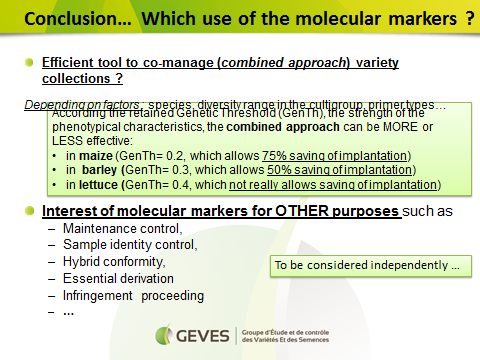 Conclusion... Which use of the molecular markers ?
Efficient tool to co-manage (combined approach) variety
collections ?
Depending on factors: species, diversity range in the cultigroup, primer types...
According the retained Genetic Threshold (GenTh), the strength of the
phenotypical characteristics, the combined approach can be MORE or
LESS effective:
• in maize (GenTh= 0.2, which allows 75% saving of implantation)
• in barley (GenTh= 0.3, which allows 50% saving of implantation)
• in lettuce (GenTh= 0.4, which not really allows saving of implantation)
Interest of molecular markers for OTHER purposes such as
– Maintenance control,
– Sample identity control,
– Hybrid conformity,
– Essential derivation
– Infringement proceeding
– ...
To be considered independently ...
GEVES
Groupe d'Étude et de contrôle
des Variétés Et des Semences